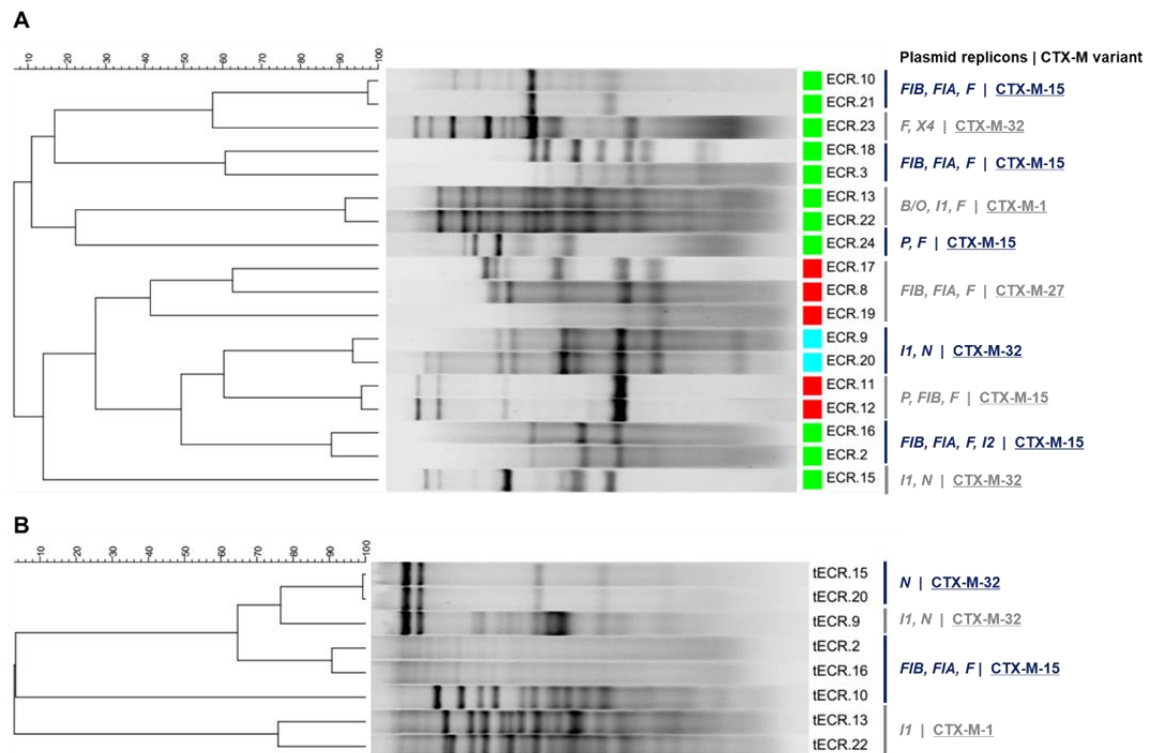 A
10 20 30 40 50 60 70 80 90 100
Plasmid replicons | CTX-M variant
ECR.10
ECR.21
FIB, FIA, F | CTX-M-15
ECR.23
F, X4 | CTX-M-32
ECR.18
ECR.3
FIB, FIA, F | CTX-M-15
ECR.13
ECR.22
B/O, I1, F | CTX-M-1
ECR.24
P, F | CTX-M-15
ECR.17
ECR.8
ECR.19
FIB, FIA, F | CTX-M-27
ECR.9
ECR.20
I1, N | CTX-M-32
ECR.11
ECR.12
P, FIB, F | CTX-M-15
ECR.16
ECR.2
FIB, FIA, F, I2 | CTX-M-15
ECR.15
I1, N | CTX-M-32
B
10 20 30 40 50 60 70 80 90 100
tECR.15
tECR.20
N | CTX-M-32
tECR.9
I1, N | CTX-M-32
tECR.2
tECR.16
tECR.10
FIB, FIA, F | CTX-M-15
tECR.13
tECR.22
I1 | CTX-M-1